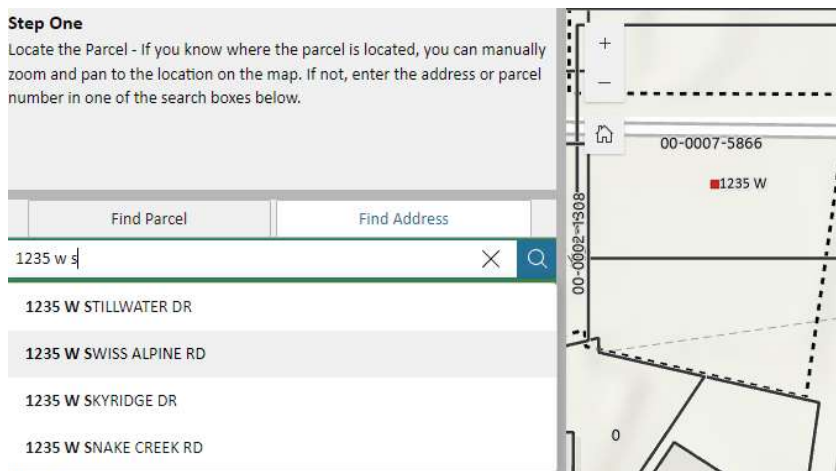 Step One
Locate the Parcel - If you know where the parcel is located, you can manually
zoom and pan to the location on the map. If not, enter the address or parcel
number in one of the search boxes below.
Find Parcel
Find Address
1235 w s
1235 W STILLWATER DR
1235 W SWISS ALPINE RD
1235 W SKYRIDGE DR
1235 W SNAKE CREEK RD
+
−
00-0007-5866
1235 W
00-0002-1308
0